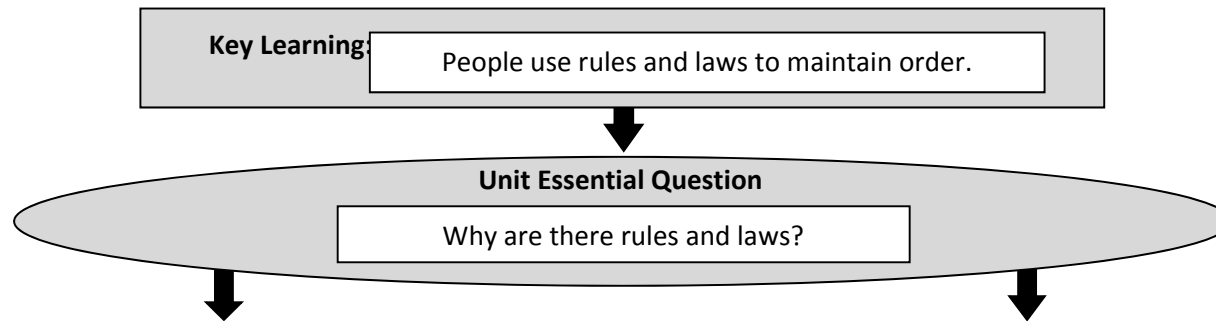 Key Learning:
People use rules and laws to maintain order.
Unit Essential Question
Why are there rules and laws?